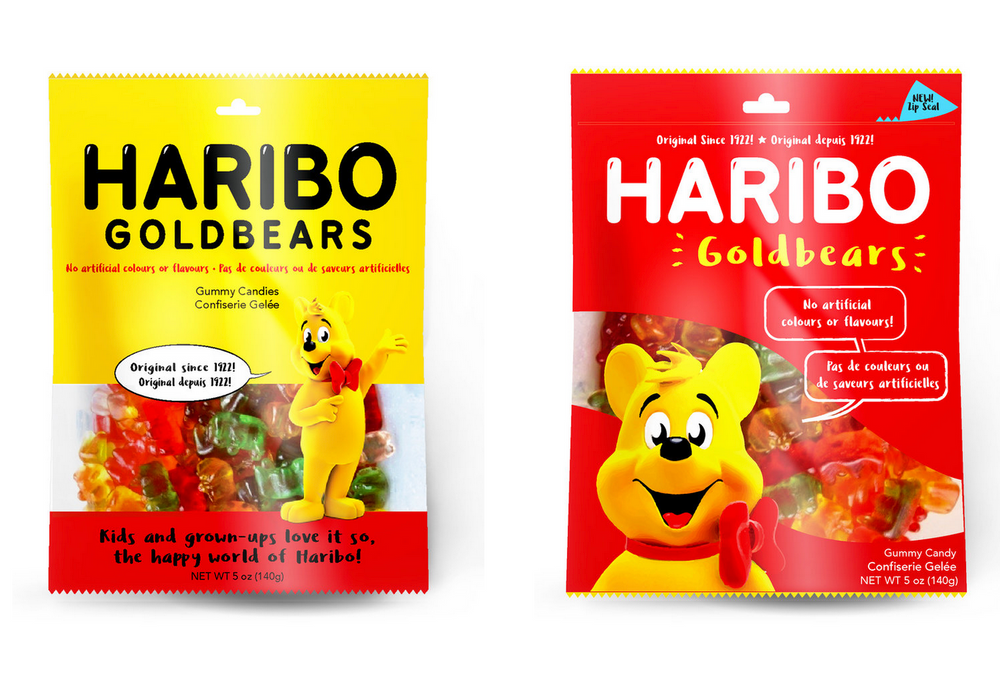 HARIBO
GOLDBEARS
No artificial colours or flavours • Pas de couleurs ou de saveurs artificielles
Gummy Candies
Confiserie Gelée
Original since 1922!
Original depuis 1922!
Kids and grown-ups love it so,
the happy world of Haribo!
NET WT 5 oz (140g)
NEW!
Zip Seal
Original Since 1922! ★ Original depuis 1922!
HARIBO
Goldbears
No artificial
colours or flavours!
Pas de couleurs ou
de saveurs artificielles
Gummy Candy
Confiserie Gelée
NET WT 5 oz (140g)